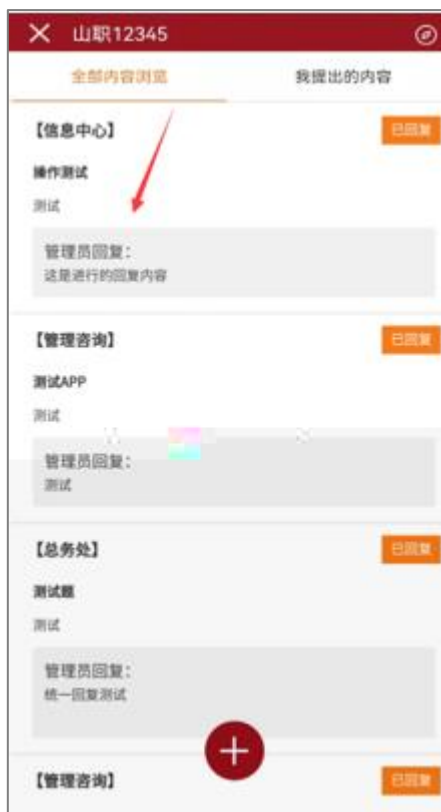 山职12345
全部内容浏览 我提出的内容
【信息中心】 已回复
操作测试
测试
管理员回复：
这是进行的回复内容
【管理咨询】 已回复
测试APP
测试
管理员回复：
测试
【总务处】 已回复
测试题
测试
管理员回复：
统一回复测试
【管理咨询】 已回复